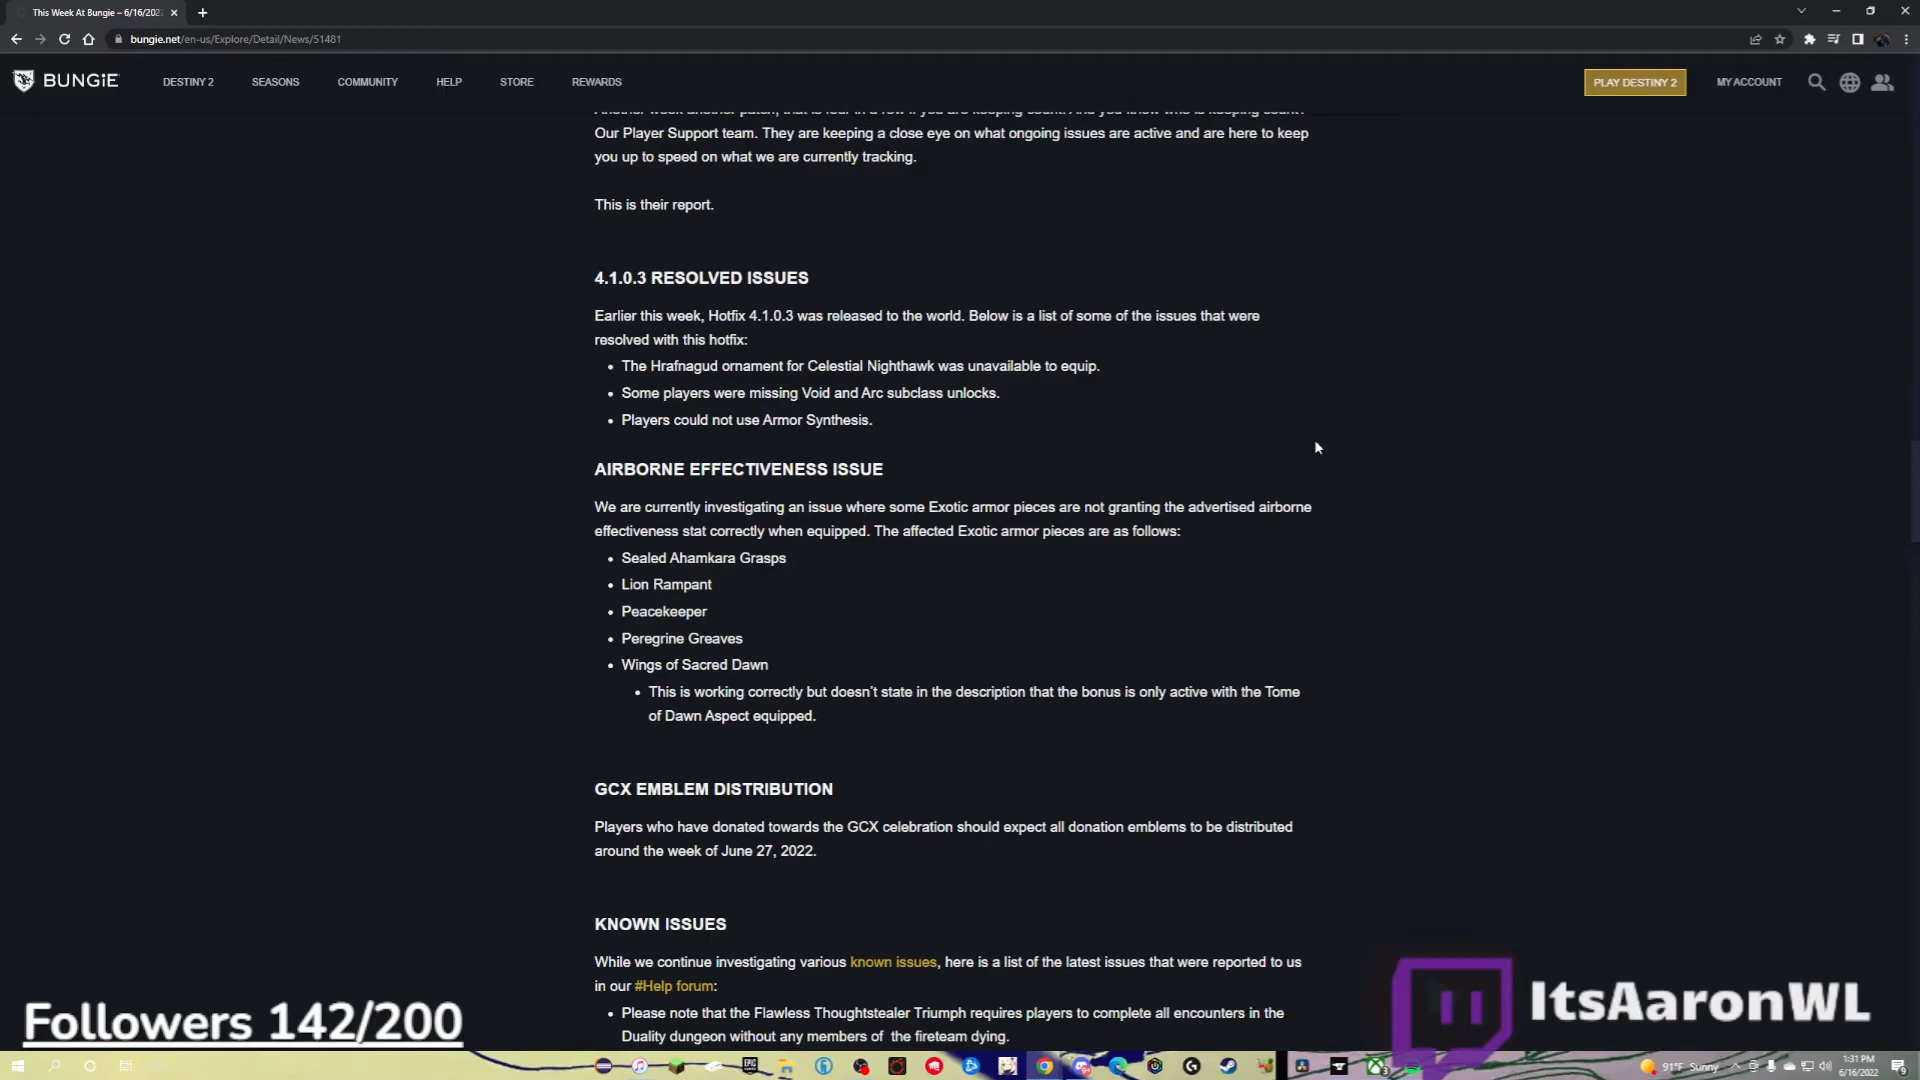 This Week At Bungie – 6/16/202
bungie.net/en-us/Explore/Detail/News/51481
BUNGiE
DESTINY 2
SEASONS
COMMUNITY
HELP
STORE
REWARDS
PLAY DESTINY 2
MY ACCOUNT
Another week another patch, that is four in a row if you are keeping count. And you know who is keeping count?
Our Player Support team. They are keeping a close eye on what ongoing issues are active and are here to keep
you up to speed on what we are currently tracking.
This is their report.
4.1.0.3 RESOLVED ISSUES
Earlier this week, Hotfix 4.1.0.3 was released to the world. Below is a list of some of the issues that were
resolved with this hotfix:
• The Hrafnagud ornament for Celestial Nighthawk was unavailable to equip.
• Some players were missing Void and Arc subclass unlocks.
• Players could not use Armor Synthesis.
AIRBORNE EFFECTIVENESS ISSUE
We are currently investigating an issue where some Exotic armor pieces are not granting the advertised airborne
effectiveness stat correctly when equipped. The affected Exotic armor pieces are as follows:
• Sealed Ahamkara Grasps
• Lion Rampant
• Peacekeeper
• Peregrine Greaves
• Wings of Sacred Dawn
• This is working correctly but doesn't state in the description that the bonus is only active with the Tome
of Dawn Aspect equipped.
GCX EMBLEM DISTRIBUTION
Players who have donated towards the GCX celebration should expect all donation emblems to be distributed
around the week of June 27, 2022.
KNOWN ISSUES
While we continue investigating various known issues, here is a list of the latest issues that were reported to us
in our #Help forum:
• Please note that the Flawless Thoughtstealer Triumph requires players to complete all encounters in the
Duality dungeon without any members of the fireteam dying.
Followers 142/200
ItsAaronWL
91°F Sunny
1:31 PM
6/16/2022